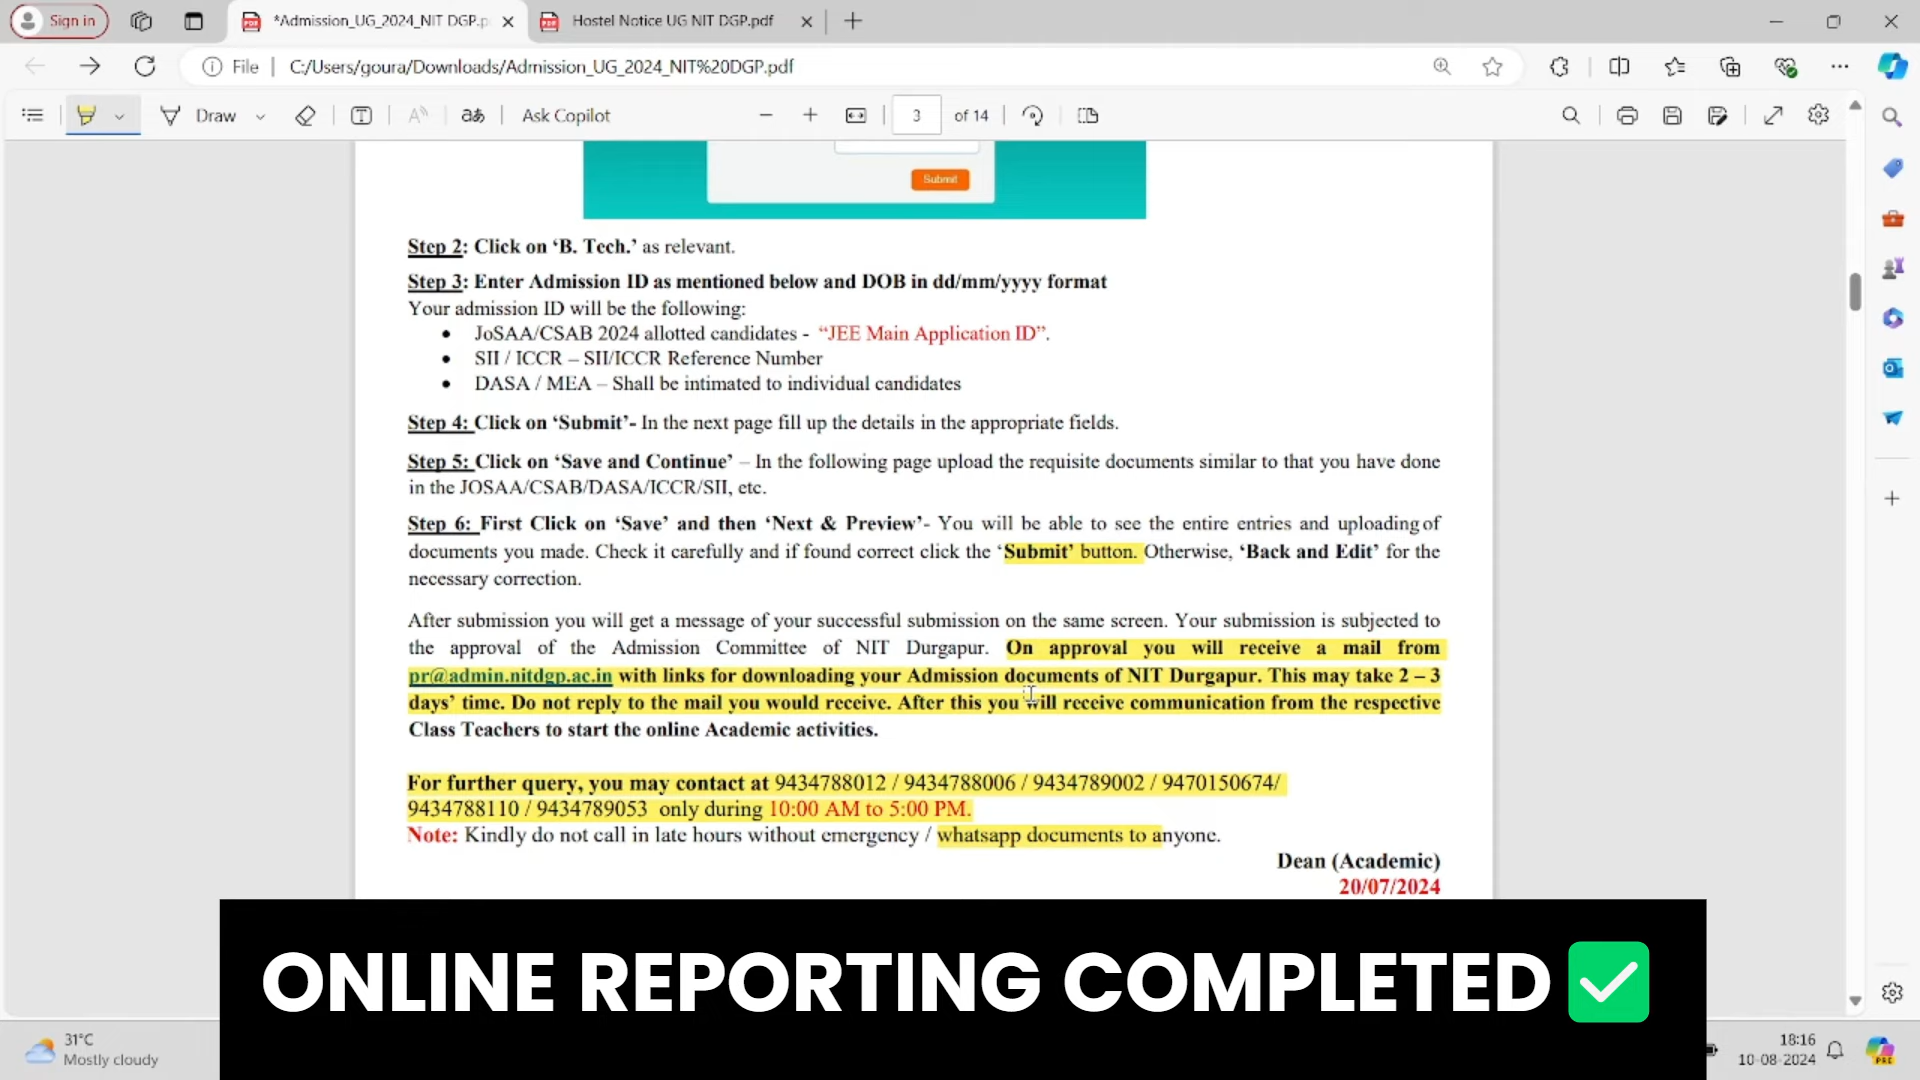 Sign in
*Admission_UG_2024_NIT DGP.p
Hostel Notice UG NIT DGP.pdf
File
C:/Users/goura/Downloads/Admission_UG_2024_NIT%20DGP.pdf
Draw
Ask Copilot
3 of 14
Submit
Step 2: Click on ‘B. Tech.’ as relevant.
Step 3: Enter Admission ID as mentioned below and DOB in dd/mm/yyyy format
Your admission ID will be the following:
• JoSAA/CSAB 2024 allotted candidates - “JEE Main Application ID”.
• SII / ICCR – SII/ICCR Reference Number
• DASA / MEA – Shall be intimated to individual candidates
Step 4: Click on ‘Submit’- In the next page fill up the details in the appropriate fields.
Step 5: Click on ‘Save and Continue’ – In the following page upload the requisite documents similar to that you have done
in the JOSAA/CSAB/DASA/ICCR/SII, etc.
Step 6: First Click on ‘Save’ and then ‘Next & Preview’- You will be able to see the entire entries and uploading of
documents you made. Check it carefully and if found correct click the ‘Submit’ button. Otherwise, ‘Back and Edit’ for the
necessary correction.
After submission you will get a message of your successful submission on the same screen. Your submission is subjected to
the approval of the Admission Committee of NIT Durgapur. On approval you will receive a mail from
pr@admin.nitdgp.ac.in with links for downloading your Admission documents of NIT Durgapur. This may take 2 – 3
days’ time. Do not reply to the mail you would receive. After this you will receive communication from the respective
Class Teachers to start the online Academic activities.
For further query, you may contact at 9434788012 / 9434788006 / 9434789002 / 9470150674/
9434788110 / 9434789053 only during 10:00 AM to 5:00 PM.
Note: Kindly do not call in late hours without emergency / whatsapp documents to anyone.
Dean (Academic)
20/07/2024
ONLINE REPORTING COMPLETED ✅
31°C
Mostly cloudy
18:16
10-08-2024
PRE